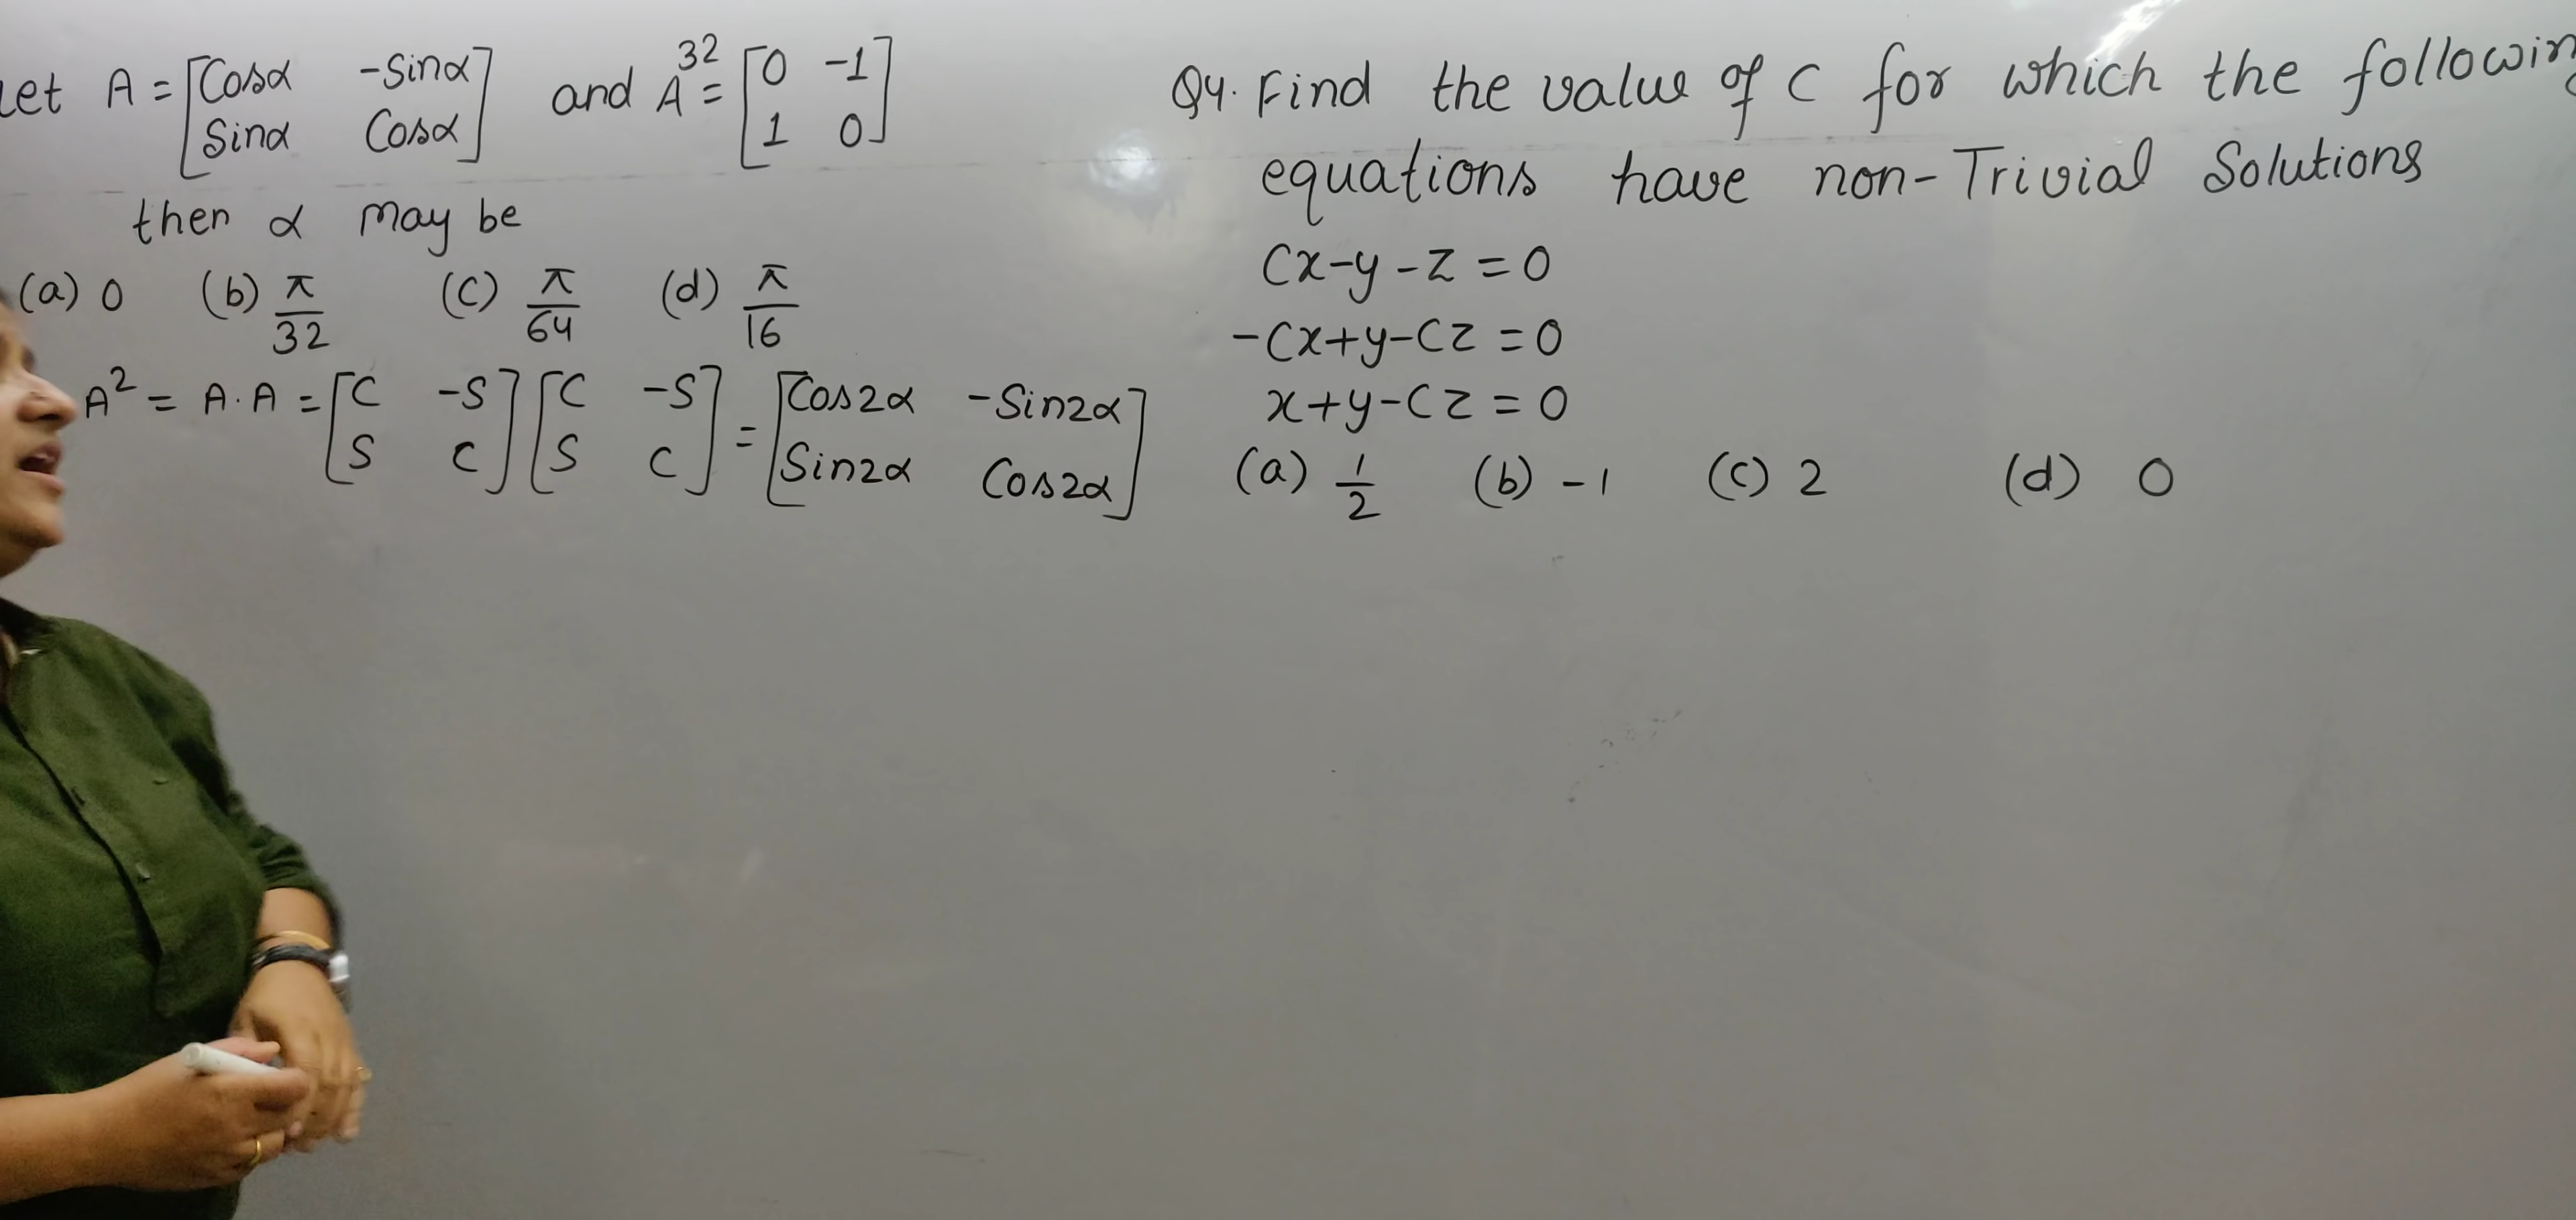 Let A = [Cosα -Sinα Sinα Cosα] and A³² = [0 -1 1 0]
then α may be
(a) 0 (b) π/32 (c) π/64 (d) π/16
A² = A.A = [C -S S C] [C -S S C] = [Cos2α -Sin2α Sin2α Cos2α]
Q4. Find the value of C for which the
equations have non-Trivial Solutions
Cx-y-z = 0
-Cx+y-Cz = 0
x+y-Cz = 0
(a) 1/2 (b) -1 (c) 2 (d) 0